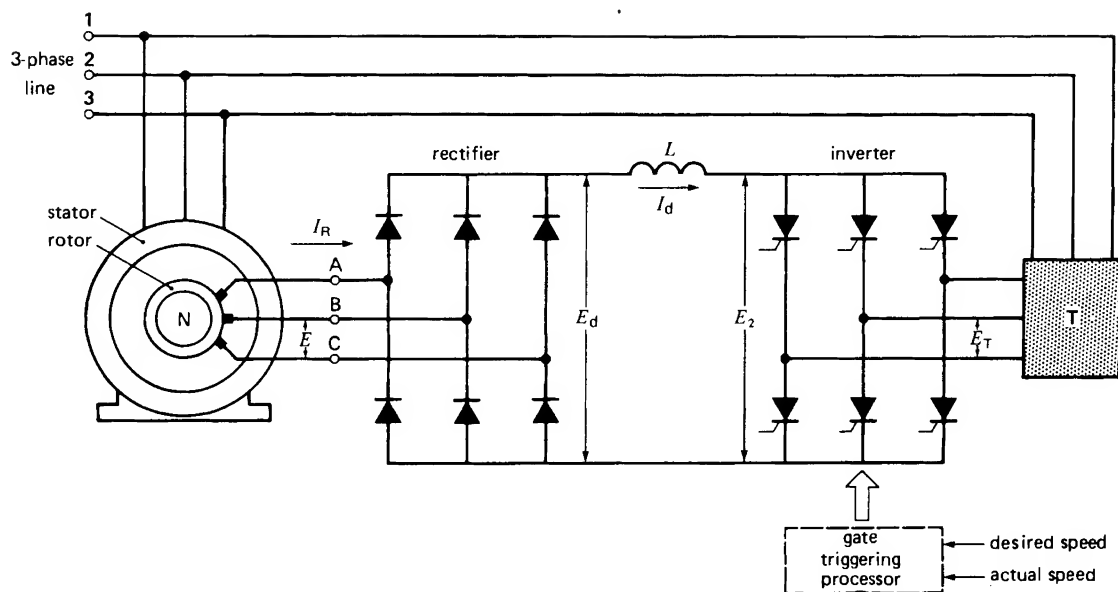 1
3-phase
2
line
3
rectifier
L
inverter
I_d
stator
rotor
I_R
A
N
B
E
C
E_d
E_2
T
E_T
gate
triggering
processor
desired speed
actual speed